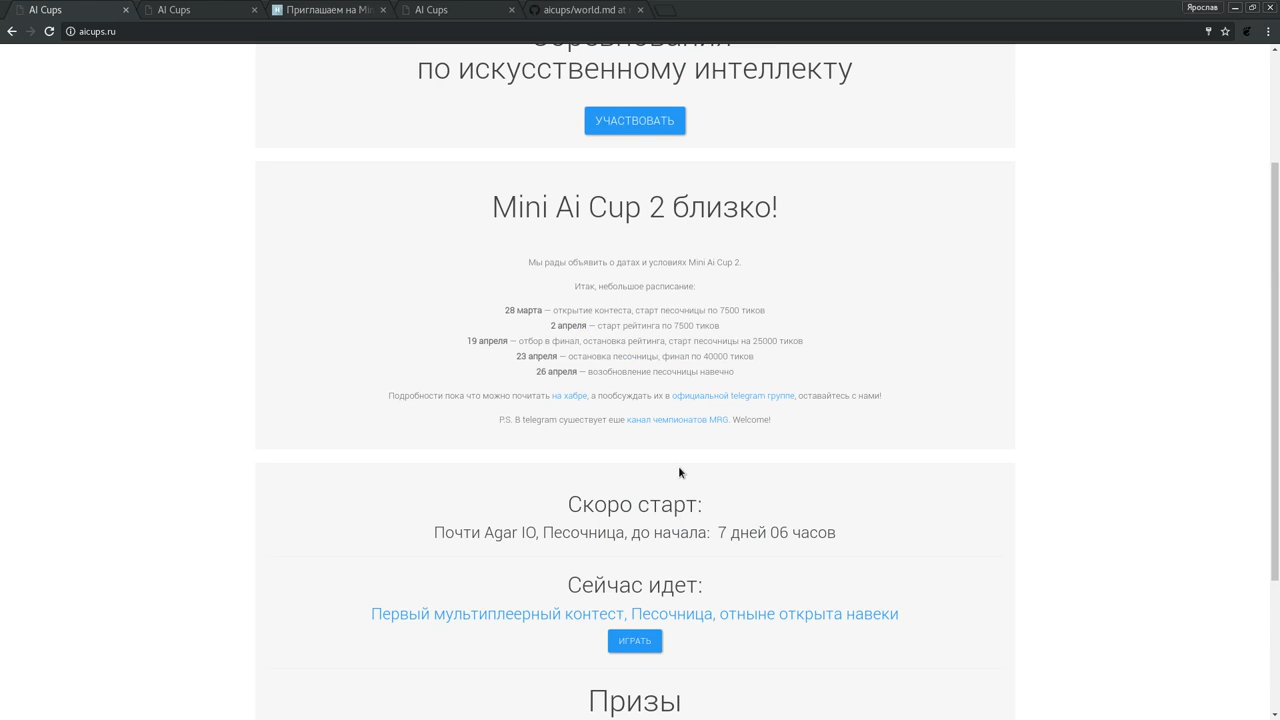 AI Cups
AI Cups
Приглашаем на Min
AI Cups
aicups/world.md at
Ярослав
aicups.ru
по искусственному интеллекту
УЧАСТВОВАТЬ
Mini Ai Cup 2 близко!
Мы рады объявить о датах и условиях Mini Ai Cup 2.
Итак, небольшое расписание:
28 марта — открытие контеста, старт песочницы по 7500 тиков
2 апреля — старт рейтинга по 7500 тиков
19 апреля — отбор в финал, остановка рейтинга, старт песочницы на 25000 тиков
23 апреля — остановка песочницы, финал по 40000 тиков
26 апреля — возобновление песочницы навечно
Подробности пока что можно почитать на хабре, а пообсуждать их в официальной telegram группе, оставайтесь с нами!
P.S. В telegram существует еще канал чемпионатов MRG. Welcome!
Скоро старт:
Почти Agar IO, Песочница, до начала: 7 дней 06 часов
Сейчас идет:
Первый мультиплеерный контест, Песочница, отныне открыта навеки
ИГРАТЬ
Призы